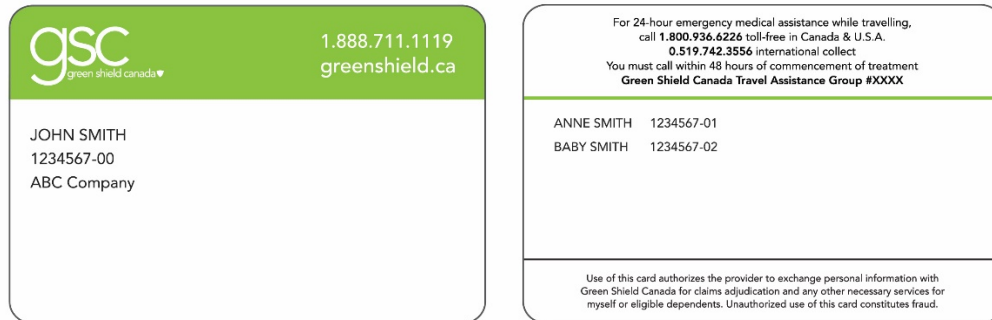 gsc
green shield canada
1.888.711.1119
greenshield.ca
JOHN SMITH
1234567-00
ABC Company
For 24-hour emergency medical assistance while travelling,
call 1.800.936.6226 toll-free in Canada & U.S.A.
0.519.742.3556 international collect
You must call within 48 hours of commencement of treatment
Green Shield Canada Travel Assistance Group #XXXX
ANNE SMITH 1234567-01
BABY SMITH 1234567-02
Use of this card authorizes the provider to exchange personal information with
Green Shield Canada for claims adjudication and any other necessary services for
myself or eligible dependents. Unauthorized use of this card constitutes fraud.